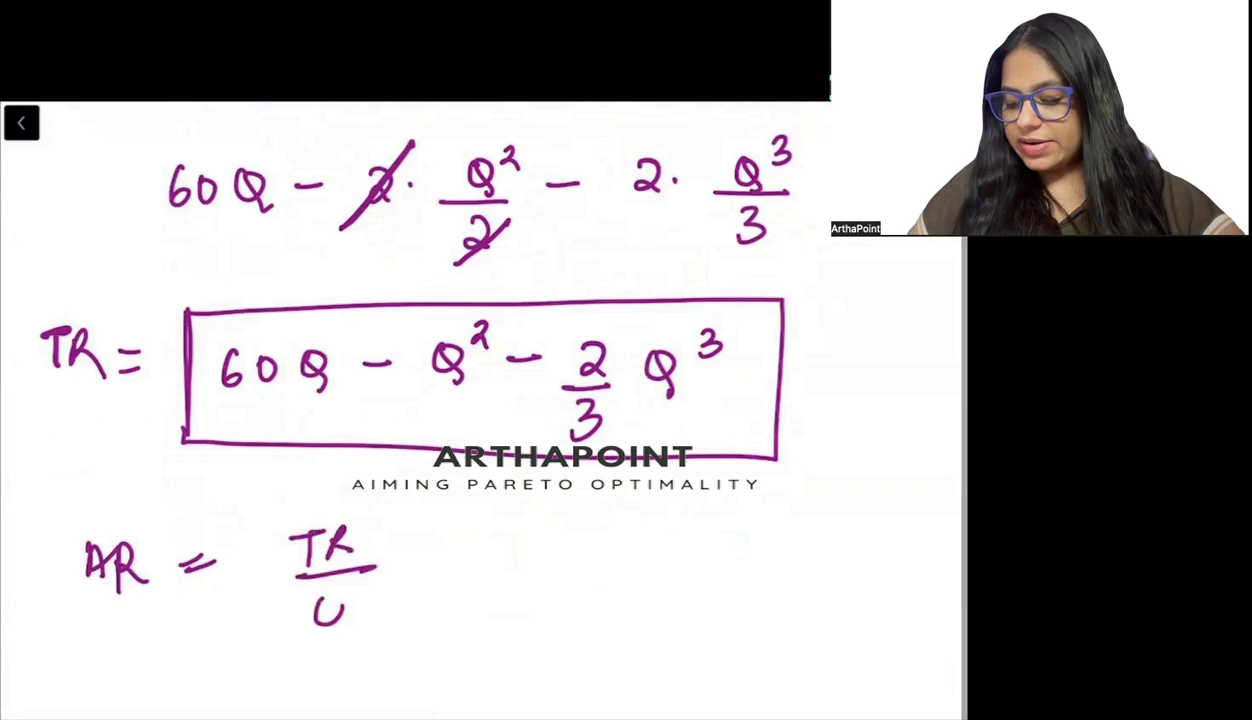 60Q - 2 · Q²/2 - 2 · Q³/3
ArthaPoint
TR = 60Q - Q² - 2/3 Q³
ARTHAPOINT
AIMING PARETO OPTIMALITY
AR = TR/